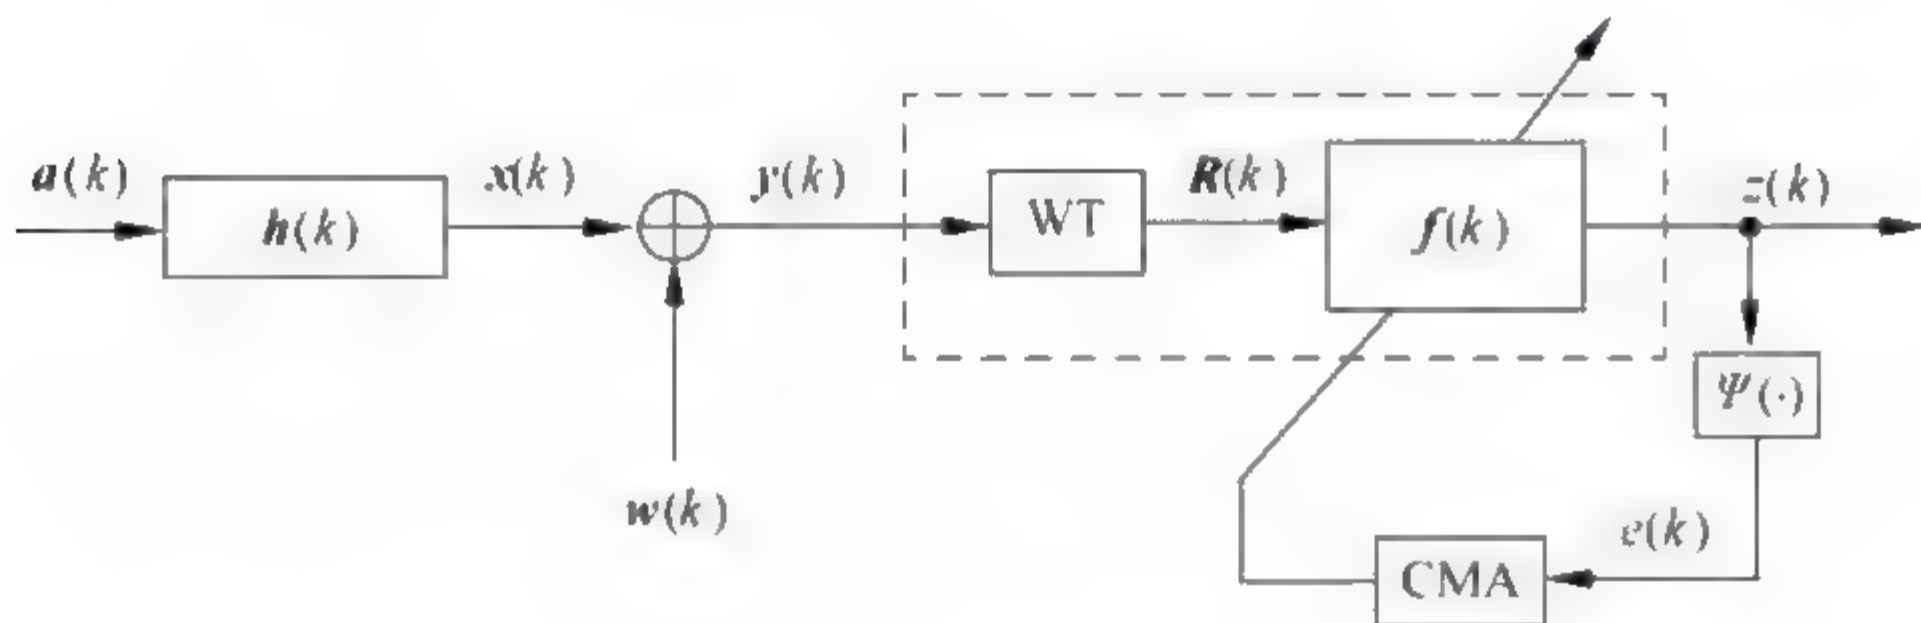 a(k)
h(k)
x(k)
y(k)
w(k)
WT
R(k)
f(k)
z(k)
Ψ(·)
e(k)
CMA